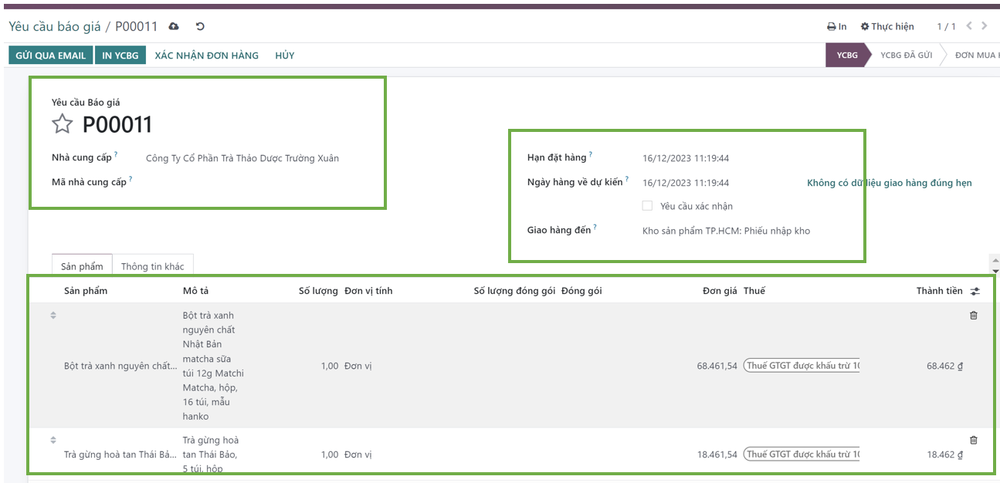 Yêu cầu báo giá / P00011
In Thực hiện 1 / 1
GỬI QUA EMAIL IN YCBG XÁC NHẬN ĐƠN HÀNG HỦY
YCBG YCBG ĐÃ GỬI ĐƠN MUA
Yêu cầu Báo giá
P00011
Nhà cung cấp ? Công Ty Cổ Phần Trà Thảo Dược Trường Xuân
Mã nhà cung cấp ?
Hạn đặt hàng ? 16/12/2023 11:19:44
Ngày hàng về dự kiến ? 16/12/2023 11:19:44 Không có dữ liệu giao hàng đúng hẹn
Yêu cầu xác nhận
Giao hàng đến ? Kho sản phẩm TP.HCM: Phiếu nhập kho
Sản phẩm Thông tin khác
Sản phẩm Mô tả Số lượng Đơn vị tính Số lượng đóng gói Đóng gói Đơn giá Thuế Thành tiền
Bột trà xanh
nguyên chất
Nhật Bản
matcha sữa
Bột trà xanh nguyên chất... túi 12g Matchi 1,00 Đơn vị 68.461,54 Thuế GTGT được khấu trừ 10 68.462 ₫
Matcha, hộp,
16 túi, mẫu
hanko
Trà gừng hoà
Trà gừng hoà tan Thái Bả... tan Thái Bảo, 1,00 Đơn vị 18.461,54 Thuế GTGT được khấu trừ 10 18.462 ₫
5 túi, hộp